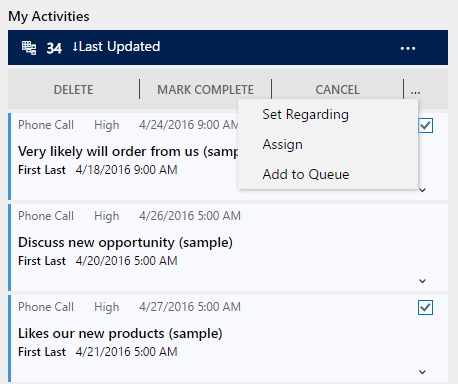 My Activities
34 ↓Last Updated ...
DELETE MARK COMPLETE CANCEL ...
Set Regarding
Assign
Add to Queue
Phone Call High 4/24/2016 9:00 AM
Very likely will order from us (samp
First Last 4/18/2016 9:00 AM
Phone Call High 4/26/2016 5:00 AM
Discuss new opportunity (sample)
First Last 4/20/2016 5:00 AM
Phone Call High 4/27/2016 5:00 AM
Likes our new products (sample)
First Last 4/21/2016 5:00 AM